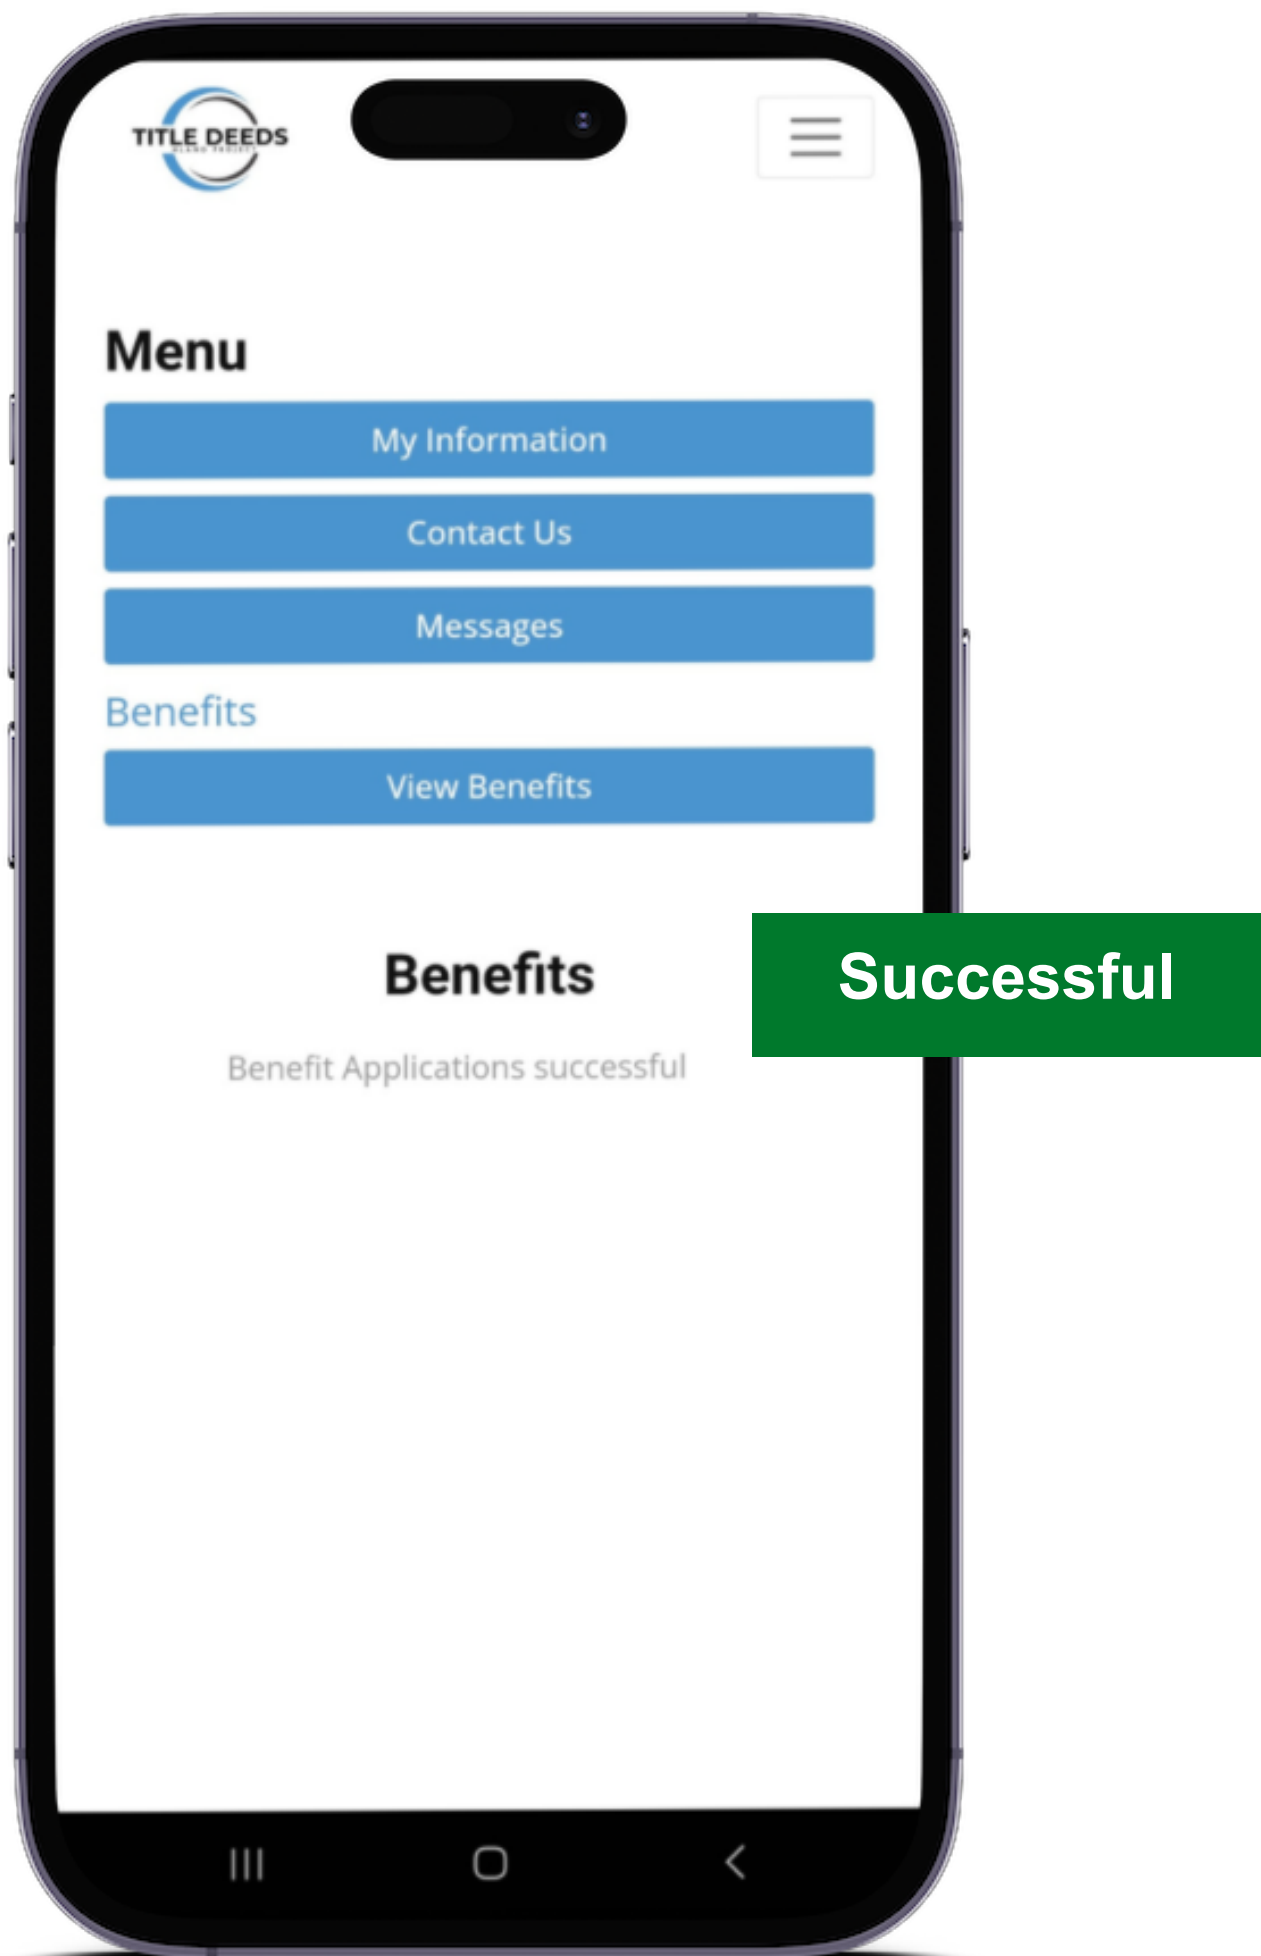 TITLE DEEDS
Menu
My Information
Contact Us
Messages
Benefits
View Benefits
Benefits
Successful
Benefit Applications successful